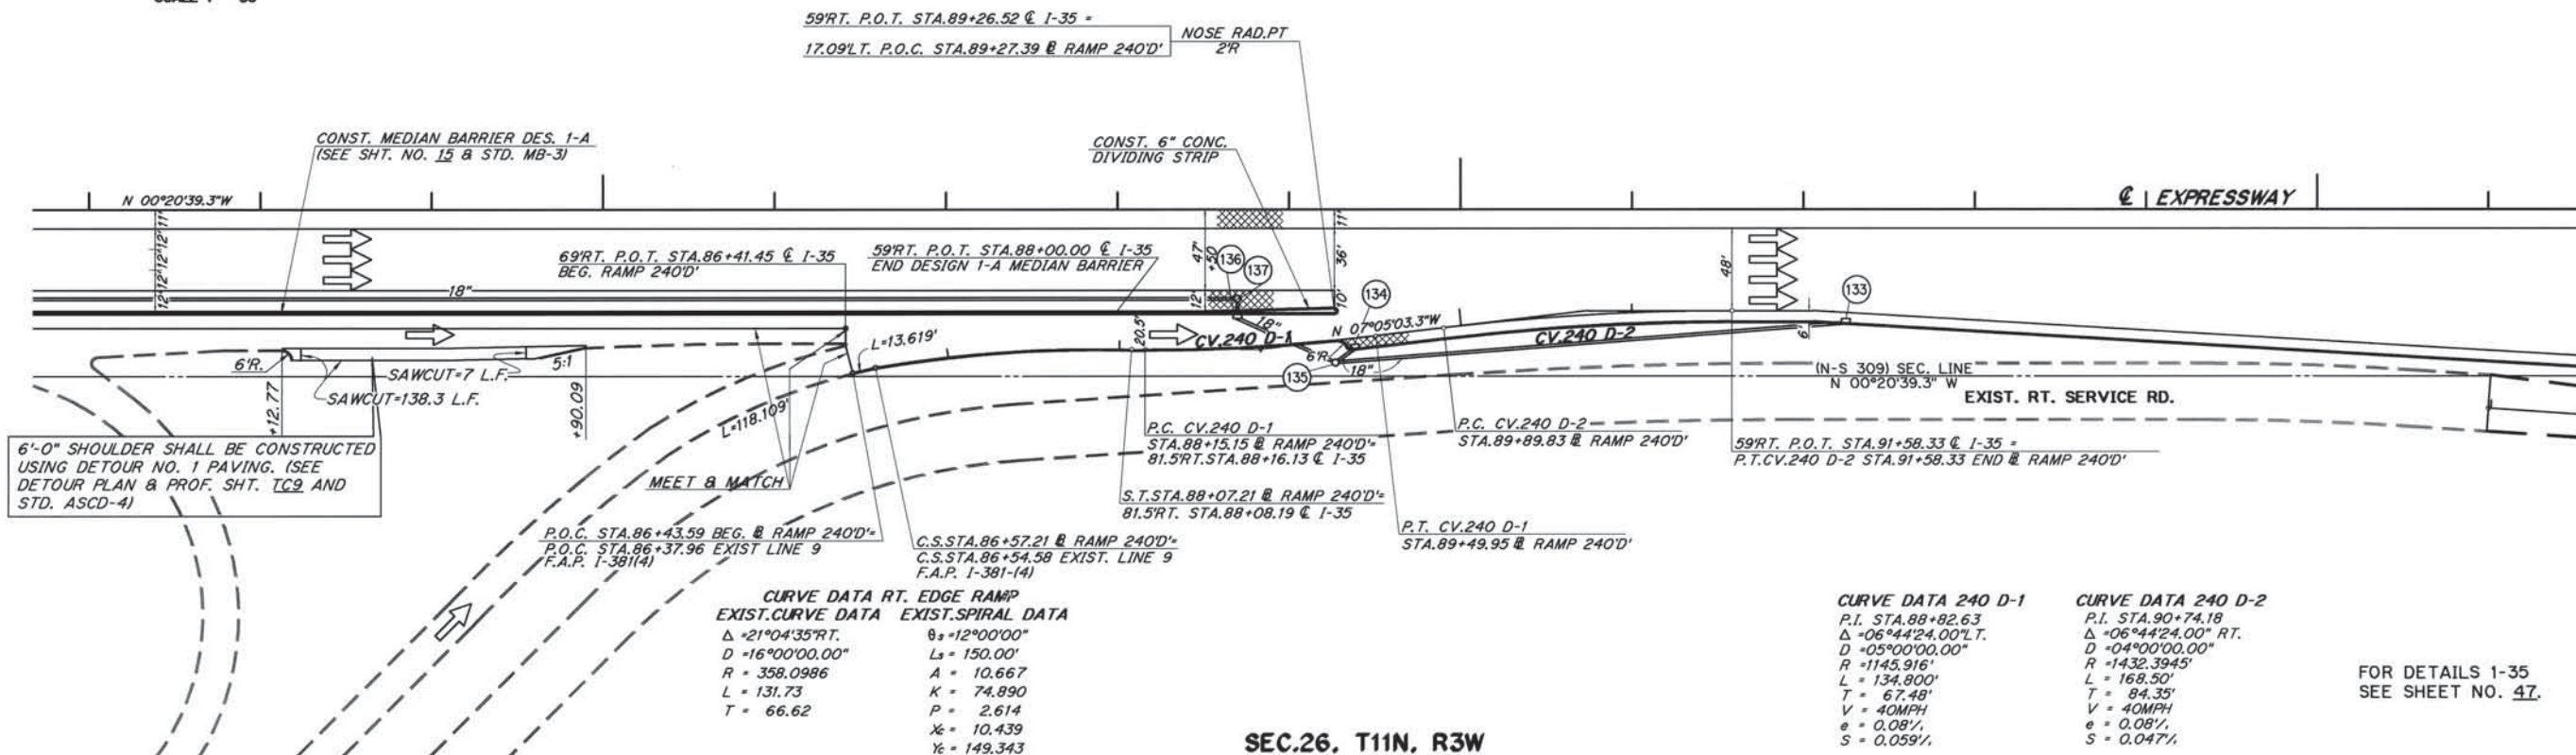 59'RT. P.O.T. STA.89+26.52 ℄ I-35 =
17.09'LT. P.O.C. STA.89+27.39 ⅊ RAMP 240'D'
NOSE RAD.PT
2'R
CONST. MEDIAN BARRIER DES. 1-A
(SEE SHT. NO. 15 & STD. MB-3)
CONST. 6" CONC.
DIVIDING STRIP
N 00°20'39.3"W
℄ EXPRESSWAY
12'12'12'12'11'
69'RT. P.O.T. STA.86+41.45 ℄ I-35
BEG. RAMP 240'D'
59'RT. P.O.T. STA.88+00.00 ℄ I-35
END DESIGN 1-A MEDIAN BARRIER
47'
+50
12'
136
137
11'
36'
10'
134
48'
133
18"
18"
N 07°05'03.3"W
20.5'
CV.240 D-1
CV.240 D-2
6'
6'R
18"
135
L=13.619'
6'R.
SAWCUT=7 L.F.
5:1
SAWCUT=138.3 L.F.
+12.77
+90.09
L=118.109'
(N-S 309) SEC. LINE
N 00°20'39.3" W
EXIST. RT. SERVICE RD.
6'-0" SHOULDER SHALL BE CONSTRUCTED
USING DETOUR NO. 1 PAVING. (SEE
DETOUR PLAN & PROF. SHT. TC9 AND
STD. ASCD-4)
MEET & MATCH
P.C. CV.240 D-1
STA.88+15.15 ⅊ RAMP 240'D'=
81.5'RT.STA.88+16.13 ℄ I-35
P.C. CV.240 D-2
STA.89+89.83 ⅊ RAMP 240'D'
59'RT. P.O.T. STA.91+58.33 ℄ I-35 =
P.T.CV.240 D-2 STA.91+58.33 END ⅊ RAMP 240'D'
S.T.STA.88+07.21 ⅊ RAMP 240'D'=
81.5'RT. STA.88+08.19 ℄ I-35
P.T. CV.240 D-1
STA.89+49.95 ⅊ RAMP 240'D'
P.O.C. STA.86+43.59 BEG. ⅊ RAMP 240'D'=
P.O.C. STA.86+37.96 EXIST LINE 9
F.A.P. I-381(4)
C.S.STA.86+57.21 ⅊ RAMP 240'D'=
C.S.STA.86+54.58 EXIST. LINE 9
F.A.P. I-381-(4)
CURVE DATA RT. EDGE RAMP
EXIST.CURVE DATA
Δ =21°04'35"RT.
D =16°00'00.00"
R = 358.0986
L = 131.73
T = 66.62
EXIST.SPIRAL DATA
θs =12°00'00"
Ls = 150.00'
A = 10.667
K = 74.890
P = 2.614
Xc = 10.439
Yc = 149.343
SEC.26, T11N, R3W
CURVE DATA 240 D-1
P.I. STA.88+82.63
Δ =06°44'24.00"LT.
D =05°00'00.00"
R =1145.916'
L = 134.800'
T = 67.48'
V = 40MPH
e = 0.08'/,
S = 0.059'/,
CURVE DATA 240 D-2
P.I. STA.90+74.18
Δ =06°44'24.00" RT.
D =04°00'00.00"
R =1432.3945'
L = 168.50'
T = 84.35'
V = 40MPH
e = 0.08'/,
S = 0.047'/,
FOR DETAILS 1-35
SEE SHEET NO. 47.